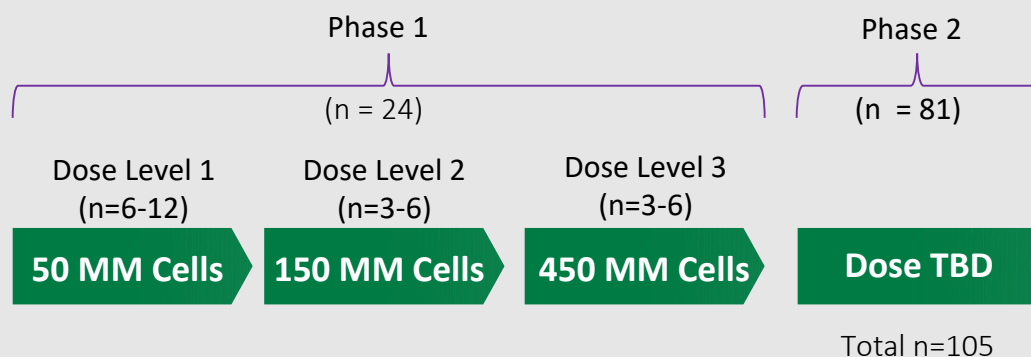 Phase 1
(n = 24)
Dose Level 1
(n=6-12)
50 MM Cells
Dose Level 2
(n=3-6)
150 MM Cells
Dose Level 3
(n=3-6)
450 MM Cells
Phase 2
(n = 81)
Dose TBD
Total n=105